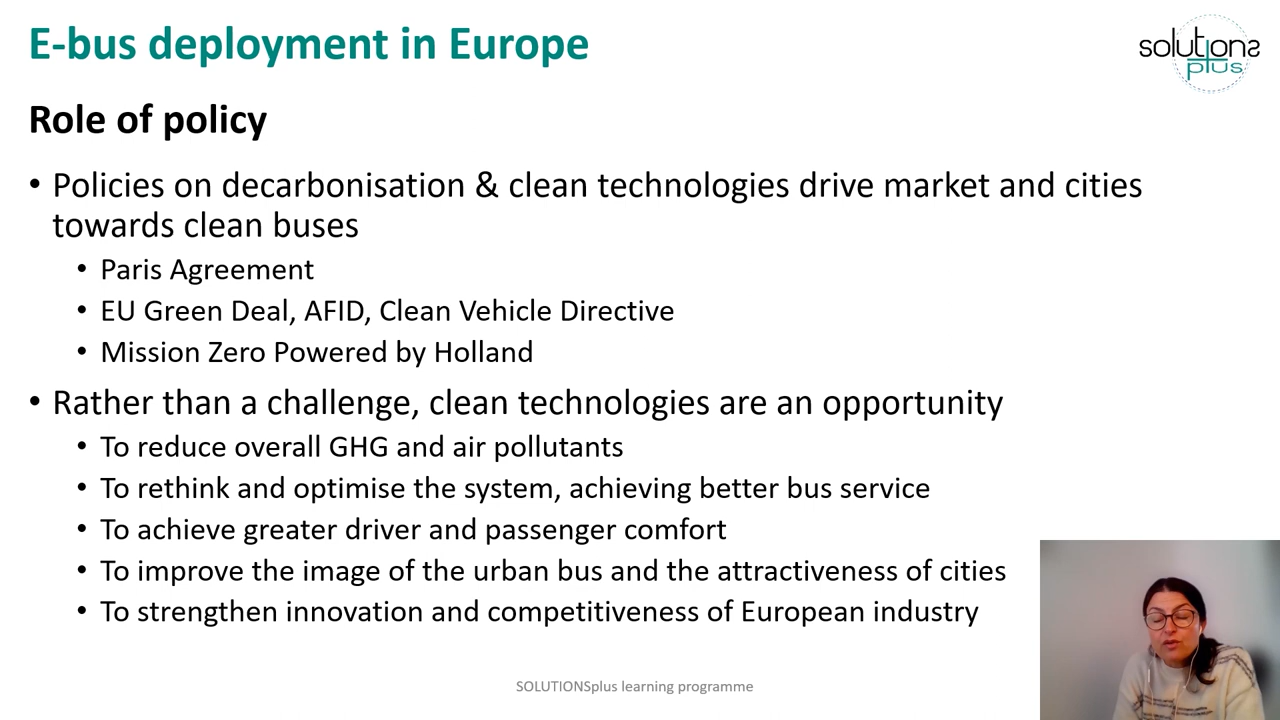 E-bus deployment in Europe
solutions
plus
Role of policy
• Policies on decarbonisation & clean technologies drive market and cities
towards clean buses
• Paris Agreement
• EU Green Deal, AFID, Clean Vehicle Directive
• Mission Zero Powered by Holland
• Rather than a challenge, clean technologies are an opportunity
• To reduce overall GHG and air pollutants
• To rethink and optimise the system, achieving better bus service
• To achieve greater driver and passenger comfort
• To improve the image of the urban bus and the attractiveness of cities
• To strengthen innovation and competitiveness of European industry
SOLUTIONSplus learning programme